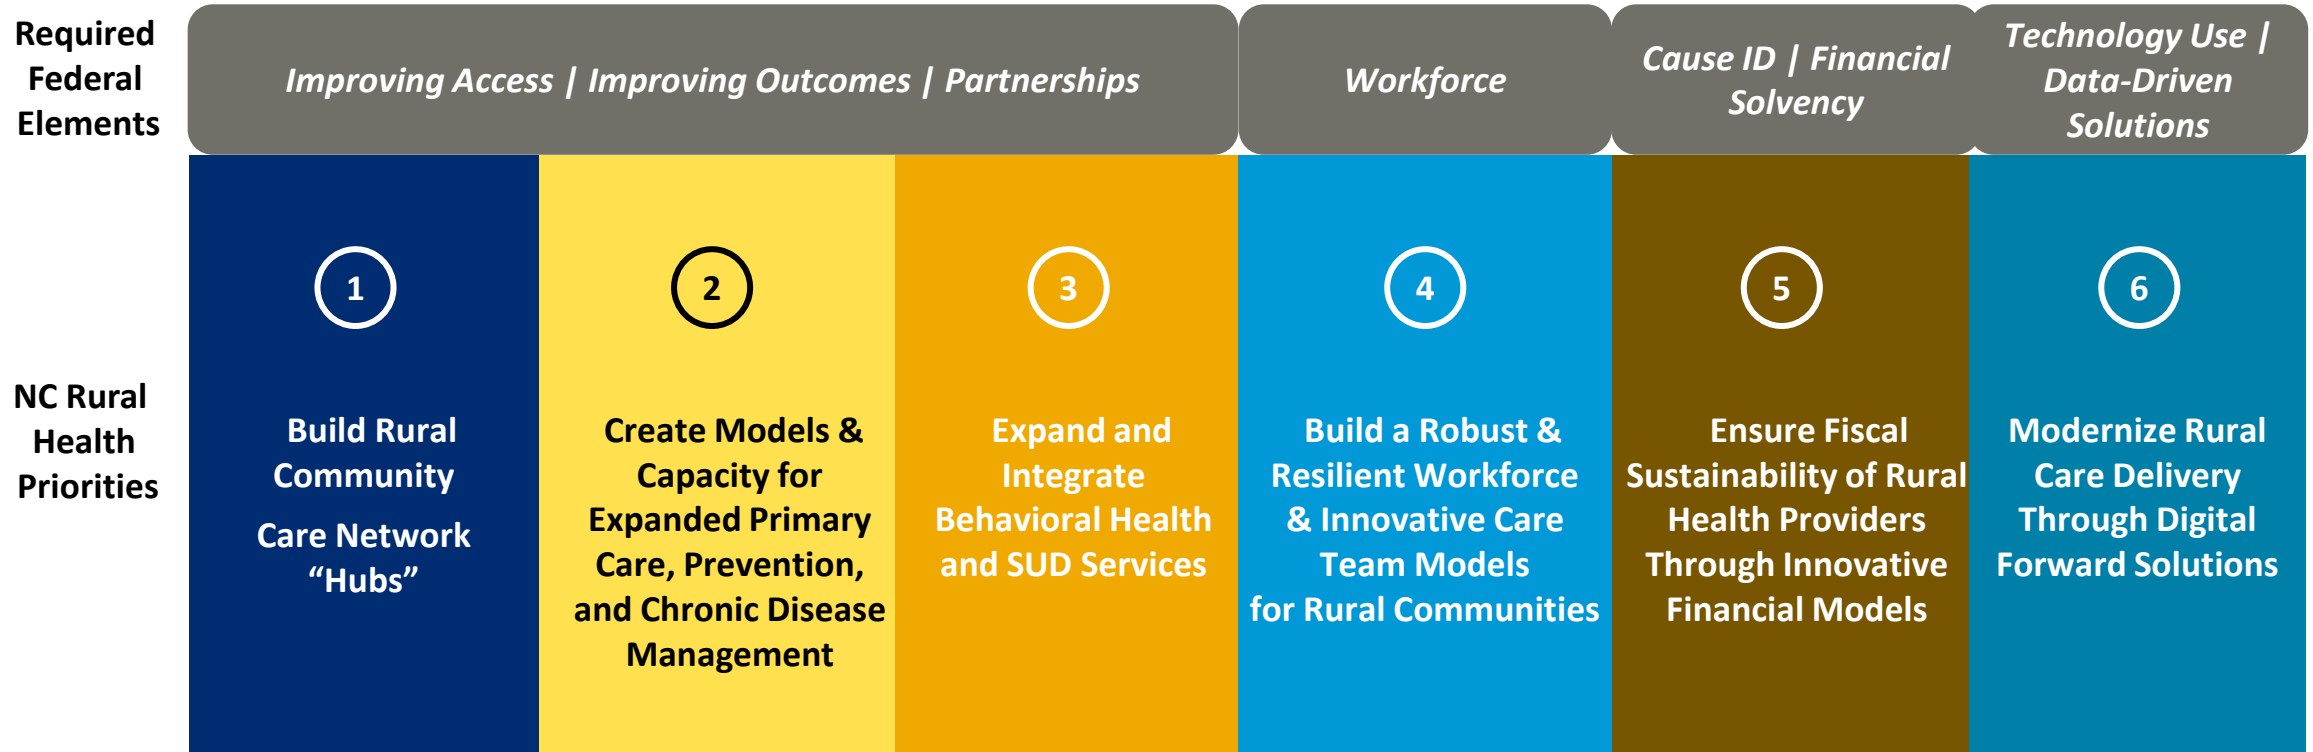 Required
Federal
Elements
Improving Access | Improving Outcomes | Partnerships
Workforce
Cause ID | Financial
Solvency
Technology Use |
Data-Driven
Solutions
NC Rural
Health
Priorities
1
Build Rural
Community
Care Network
“Hubs”
2
Create Models &
Capacity for
Expanded Primary
Care, Prevention,
and Chronic Disease
Management
3
Expand and
Integrate
Behavioral Health
and SUD Services
4
Build a Robust &
Resilient Workforce
& Innovative Care
Team Models
for Rural Communities
5
Ensure Fiscal
Sustainability of Rural
Health Providers
Through Innovative
Financial Models
6
Modernize Rural
Care Delivery
Through Digital
Forward Solutions